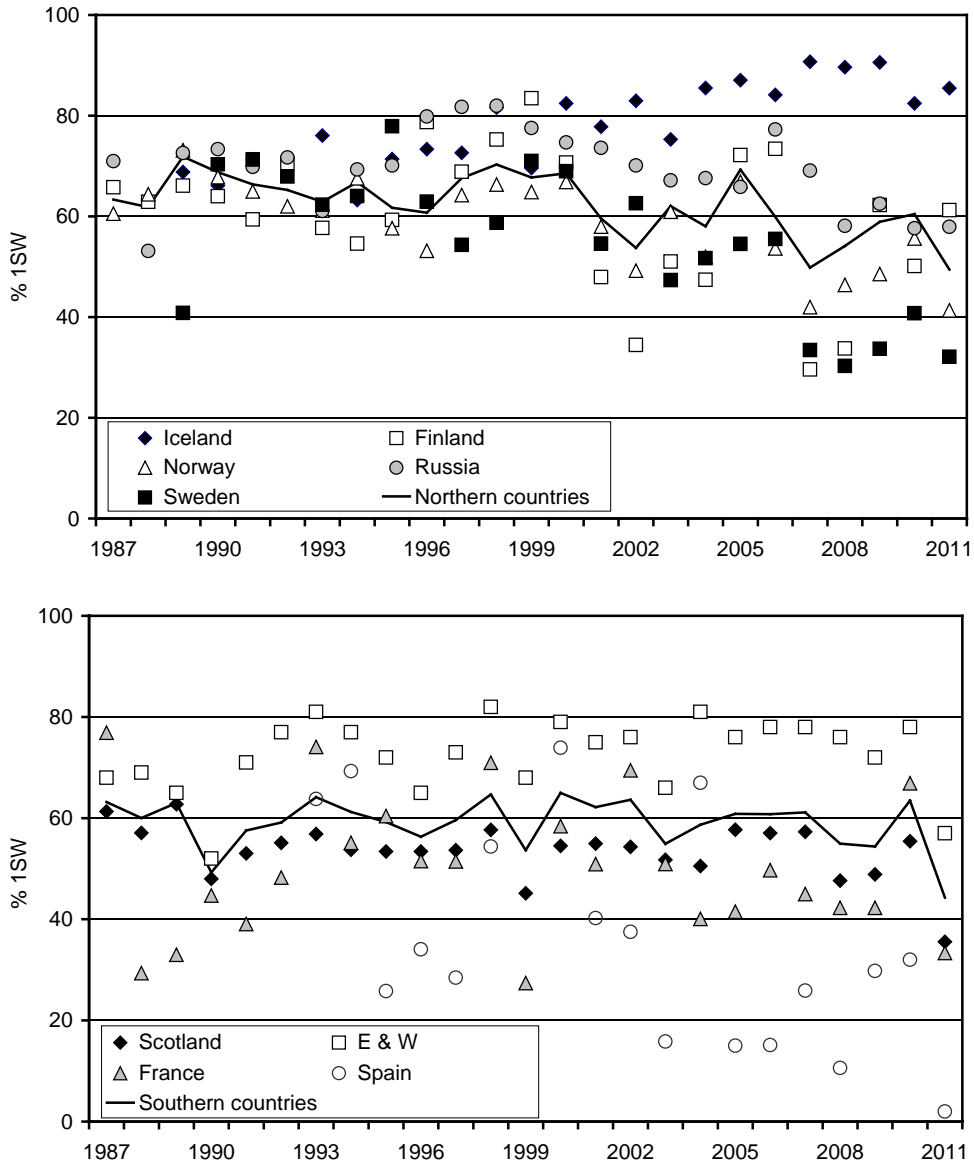 100
80
60
40
20
0
% 1SW
Iceland Finland
Norway Russia
Sweden Northern countries
1987 1990 1993 1996 1999 2002 2005 2008 2011
100
80
60
40
20
0
% 1SW
Scotland E & W
France Spain
Southern countries
1987 1990 1993 1996 1999 2002 2005 2008 2011